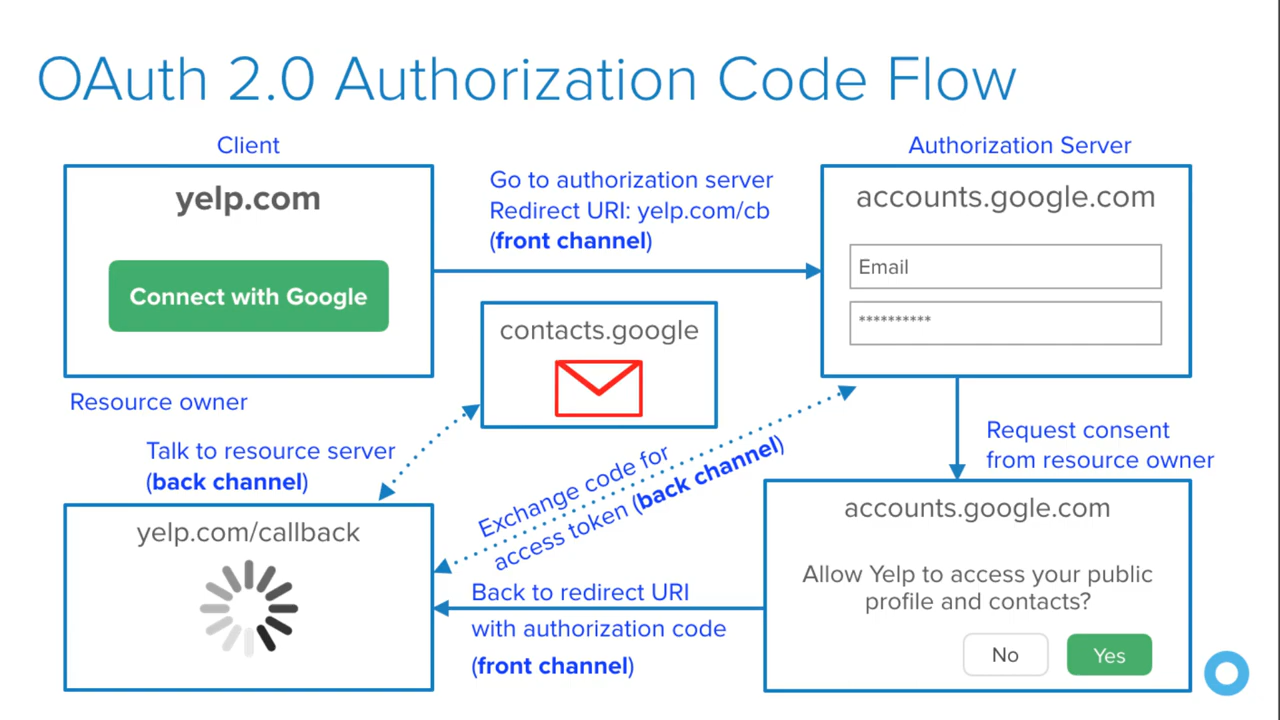 OAuth 2.0 Authorization Code Flow
Client
yelp.com
Connect with Google
Resource owner
Go to authorization server
Redirect URI: yelp.com/cb
(front channel)
Authorization Server
accounts.google.com
Email
**********
contacts.google
Request consent
from resource owner
Talk to resource server
(back channel)
Exchange code for
access token (back channel)
yelp.com/callback
Back to redirect URI
with authorization code
(front channel)
accounts.google.com
Allow Yelp to access your public
profile and contacts?
No
Yes